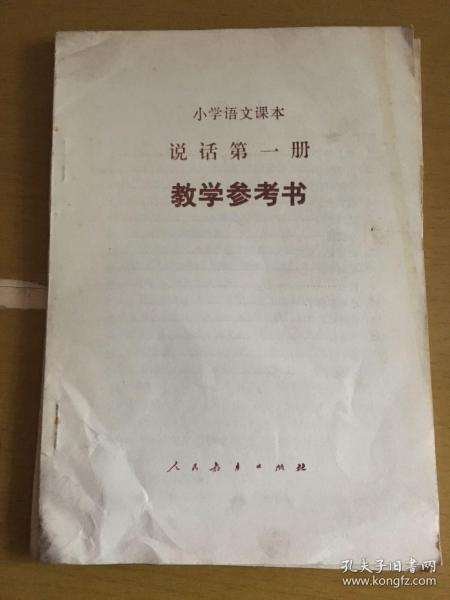 小学语文课本
说话第一册
教学参考书
人民教育出版社
孔夫子旧书网
www.kongfz.com